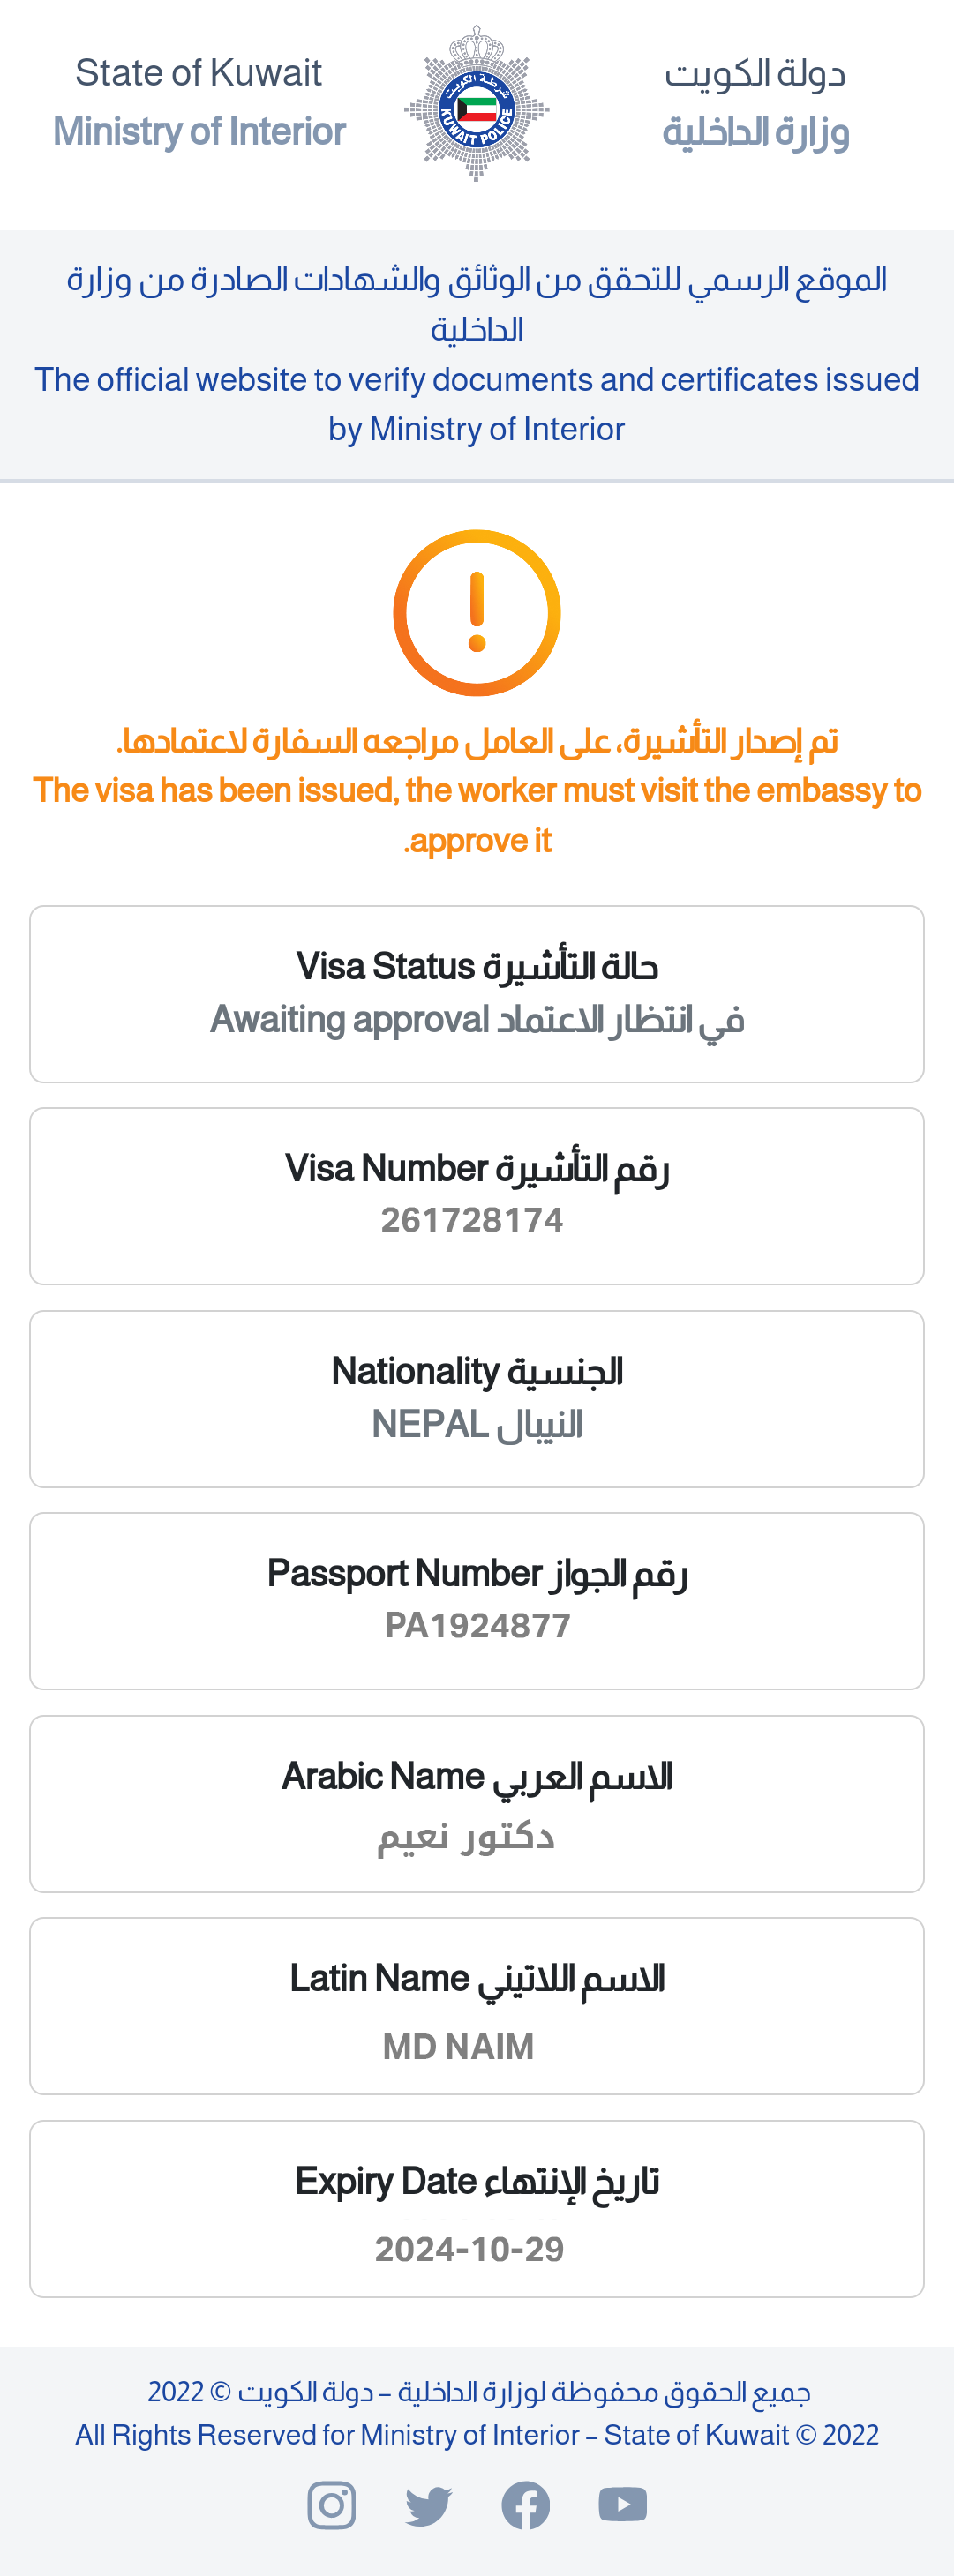 State of Kuwait
Ministry of Interior
شرطة الكويت
KUWAIT POLICE
دولة الكويت
وزارة الداخلية
الموقع الرسمي للتحقق من الوثائق والشهادات الصادرة من وزارة
الداخلية
The official website to verify documents and certificates issued
by Ministry of Interior
تم إصدار التأشيرة، على العامل مراجعه السفارة لاعتمادها.
The visa has been issued, the worker must visit the embassy to
.approve it
Visa Status حالة التأشيرة
Awaiting approval في انتظار الاعتماد
Visa Number رقم التأشيرة
261728174
Nationality الجنسية
NEPAL النيبال
Passport Number رقم الجواز
PA1924877
Arabic Name الاسم العربي
دكتور نعيم
Latin Name الاسم اللاتيني
MD NAIM
Expiry Date تاريخ الإنتهاء
2024-10-29
جميع الحقوق محفوظة لوزارة الداخلية – دولة الكويت © 2022
All Rights Reserved for Ministry of Interior – State of Kuwait © 2022